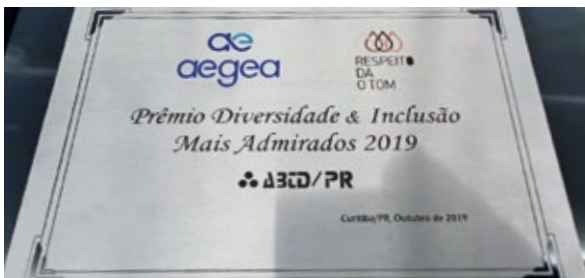 ae
aegea
RESPEITO
DA
O TOM
Prêmio Diversidade & Inclusão
Mais Admirados 2019
ABTD/PR
Curitiba/PR, Outubro de 2019